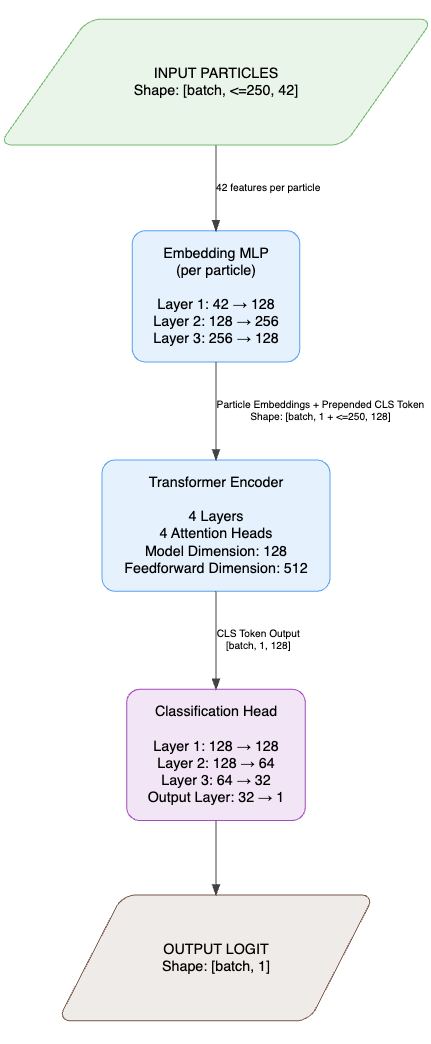 INPUT PARTICLES
Shape: [batch, <=250, 42]
42 features per particle
Embedding MLP
(per particle)
Layer 1: 42 → 128
Layer 2: 128 → 256
Layer 3: 256 → 128
Particle Embeddings + Prepended CLS Token
Shape: [batch, 1 + <=250, 128]
Transformer Encoder
4 Layers
4 Attention Heads
Model Dimension: 128
Feedforward Dimension: 512
CLS Token Output
[batch, 1, 128]
Classification Head
Layer 1: 128 → 128
Layer 2: 128 → 64
Layer 3: 64 → 32
Output Layer: 32 → 1
OUTPUT LOGIT
Shape: [batch, 1]